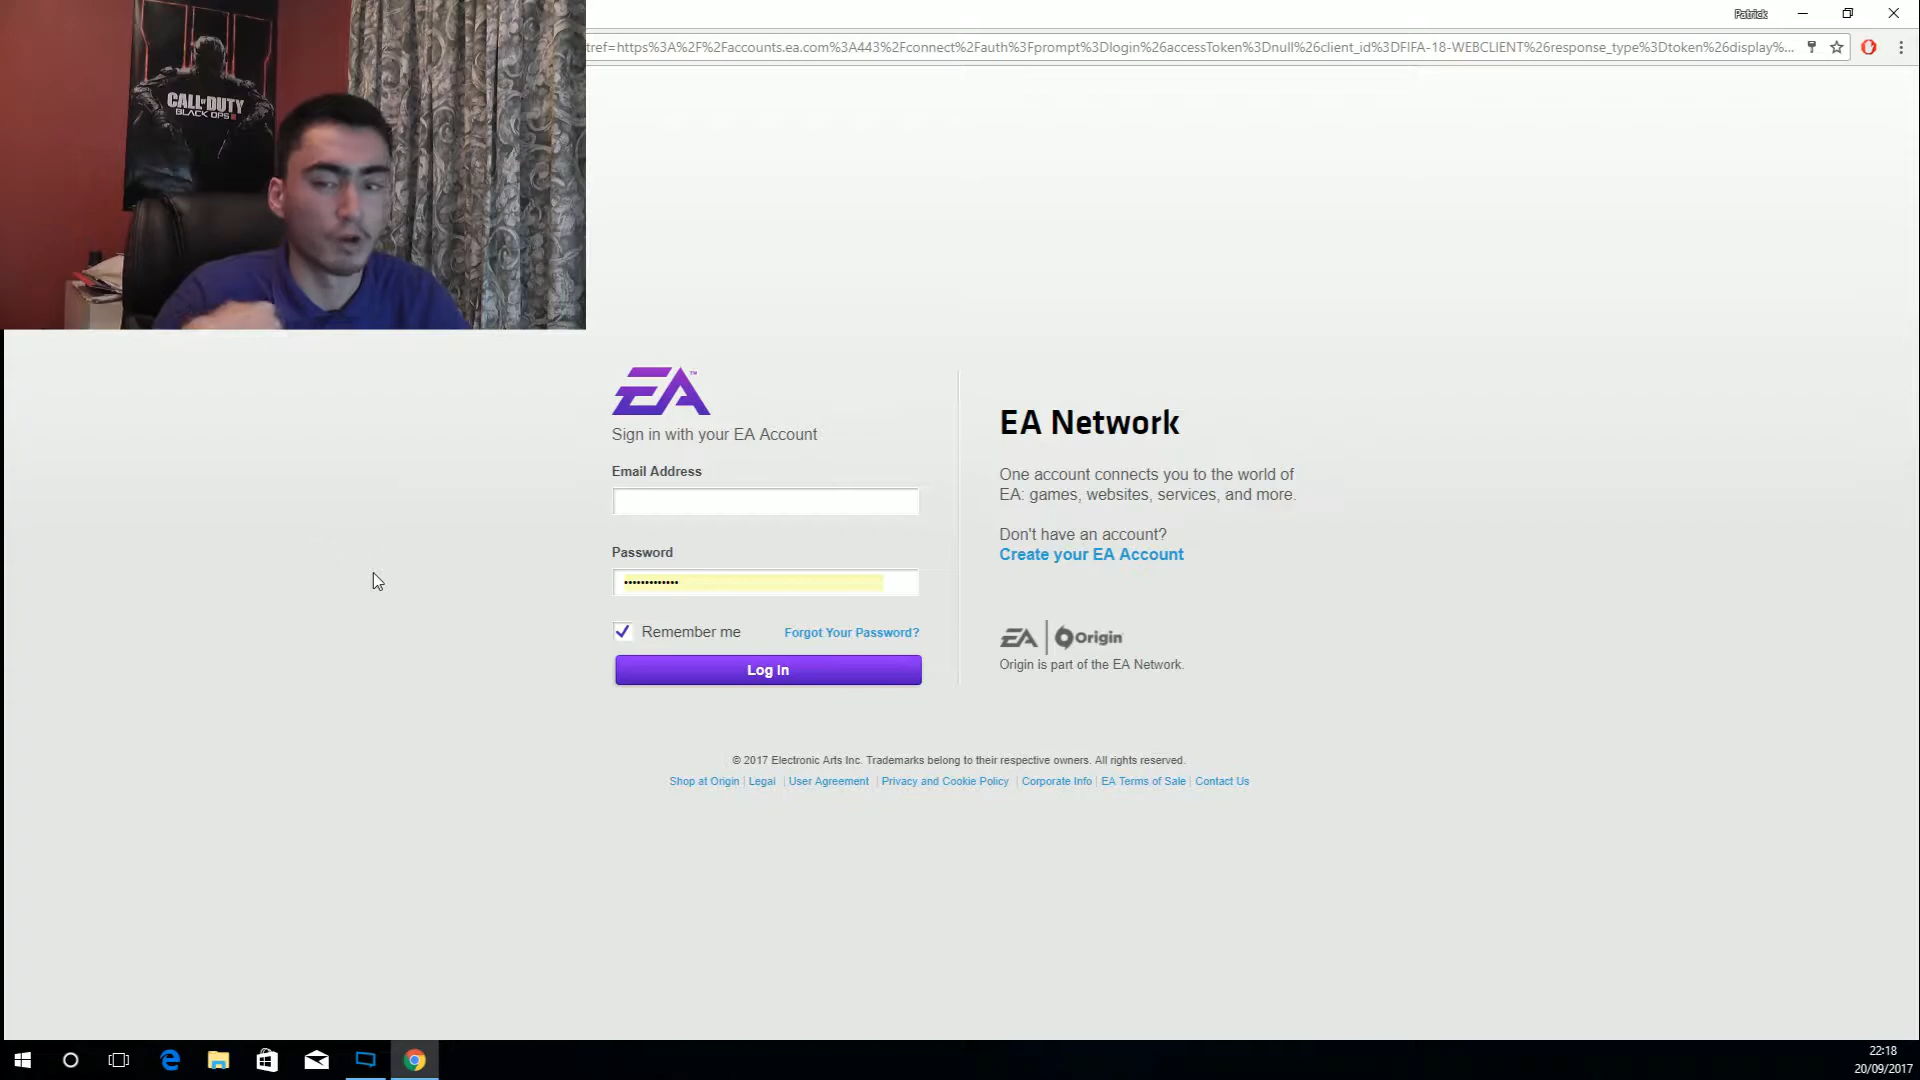 Patrick
tref=https%3A%2F%2Faccounts.ea.com%3A443%2Fconnect%2Fauth%3Fprompt%3Dlogin%26accessToken%3Dnull%26client_id%3DFIFA-18-WEBCLIENT%26response_type%3Dtoken%26display%...
CALL OF DUTY
BLACK OPS III
EA™
Sign in with your EA Account
Email Address
Password
•••••••••••••
Remember me
Forgot Your Password?
Log In
EA Network
One account connects you to the world of
EA: games, websites, services, and more.
Don't have an account?
Create your EA Account
EA | Origin
Origin is part of the EA Network.
© 2017 Electronic Arts Inc. Trademarks belong to their respective owners. All rights reserved.
Shop at Origin | Legal | User Agreement | Privacy and Cookie Policy | Corporate Info | EA Terms of Sale | Contact Us
22:18
20/09/2017